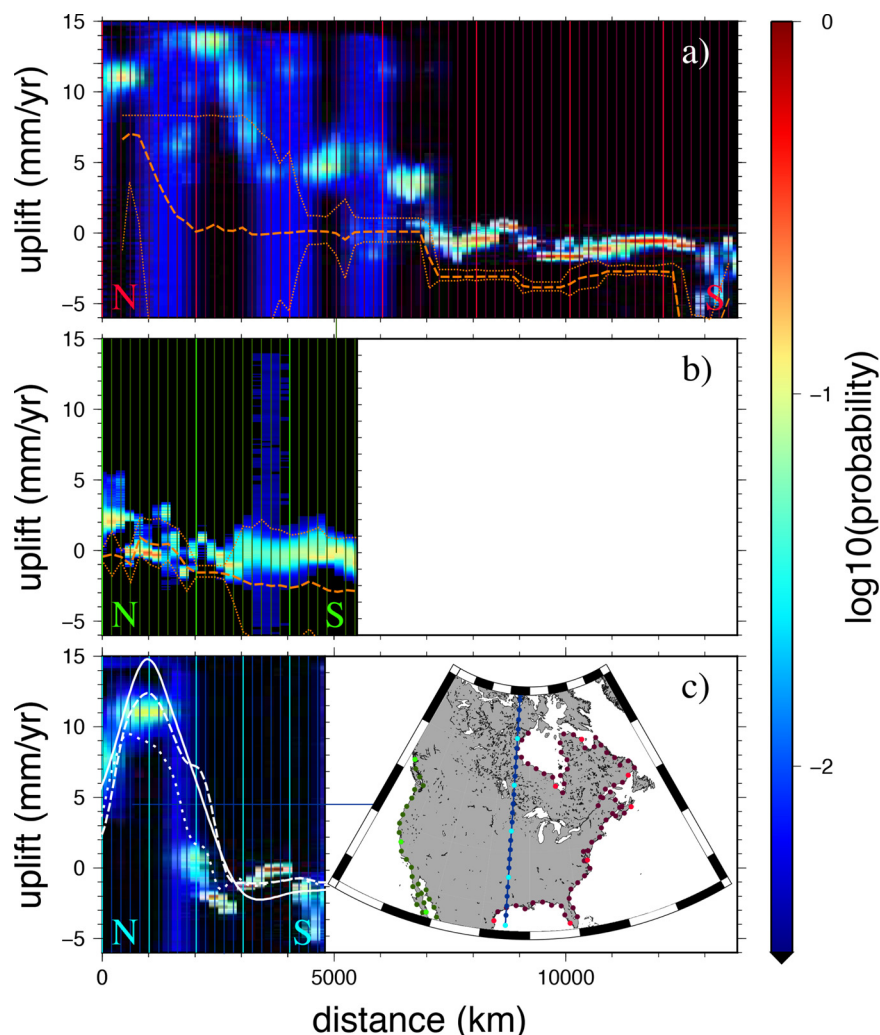 15
10
5
0
−5
uplift (mm/yr)
a)
N
S
15
10
5
0
−5
uplift (mm/yr)
b)
N
S
15
10
5
0
−5
uplift (mm/yr)
c)
N
S
0
5000
10000
distance (km)
0
−1
−2
log10(probability)